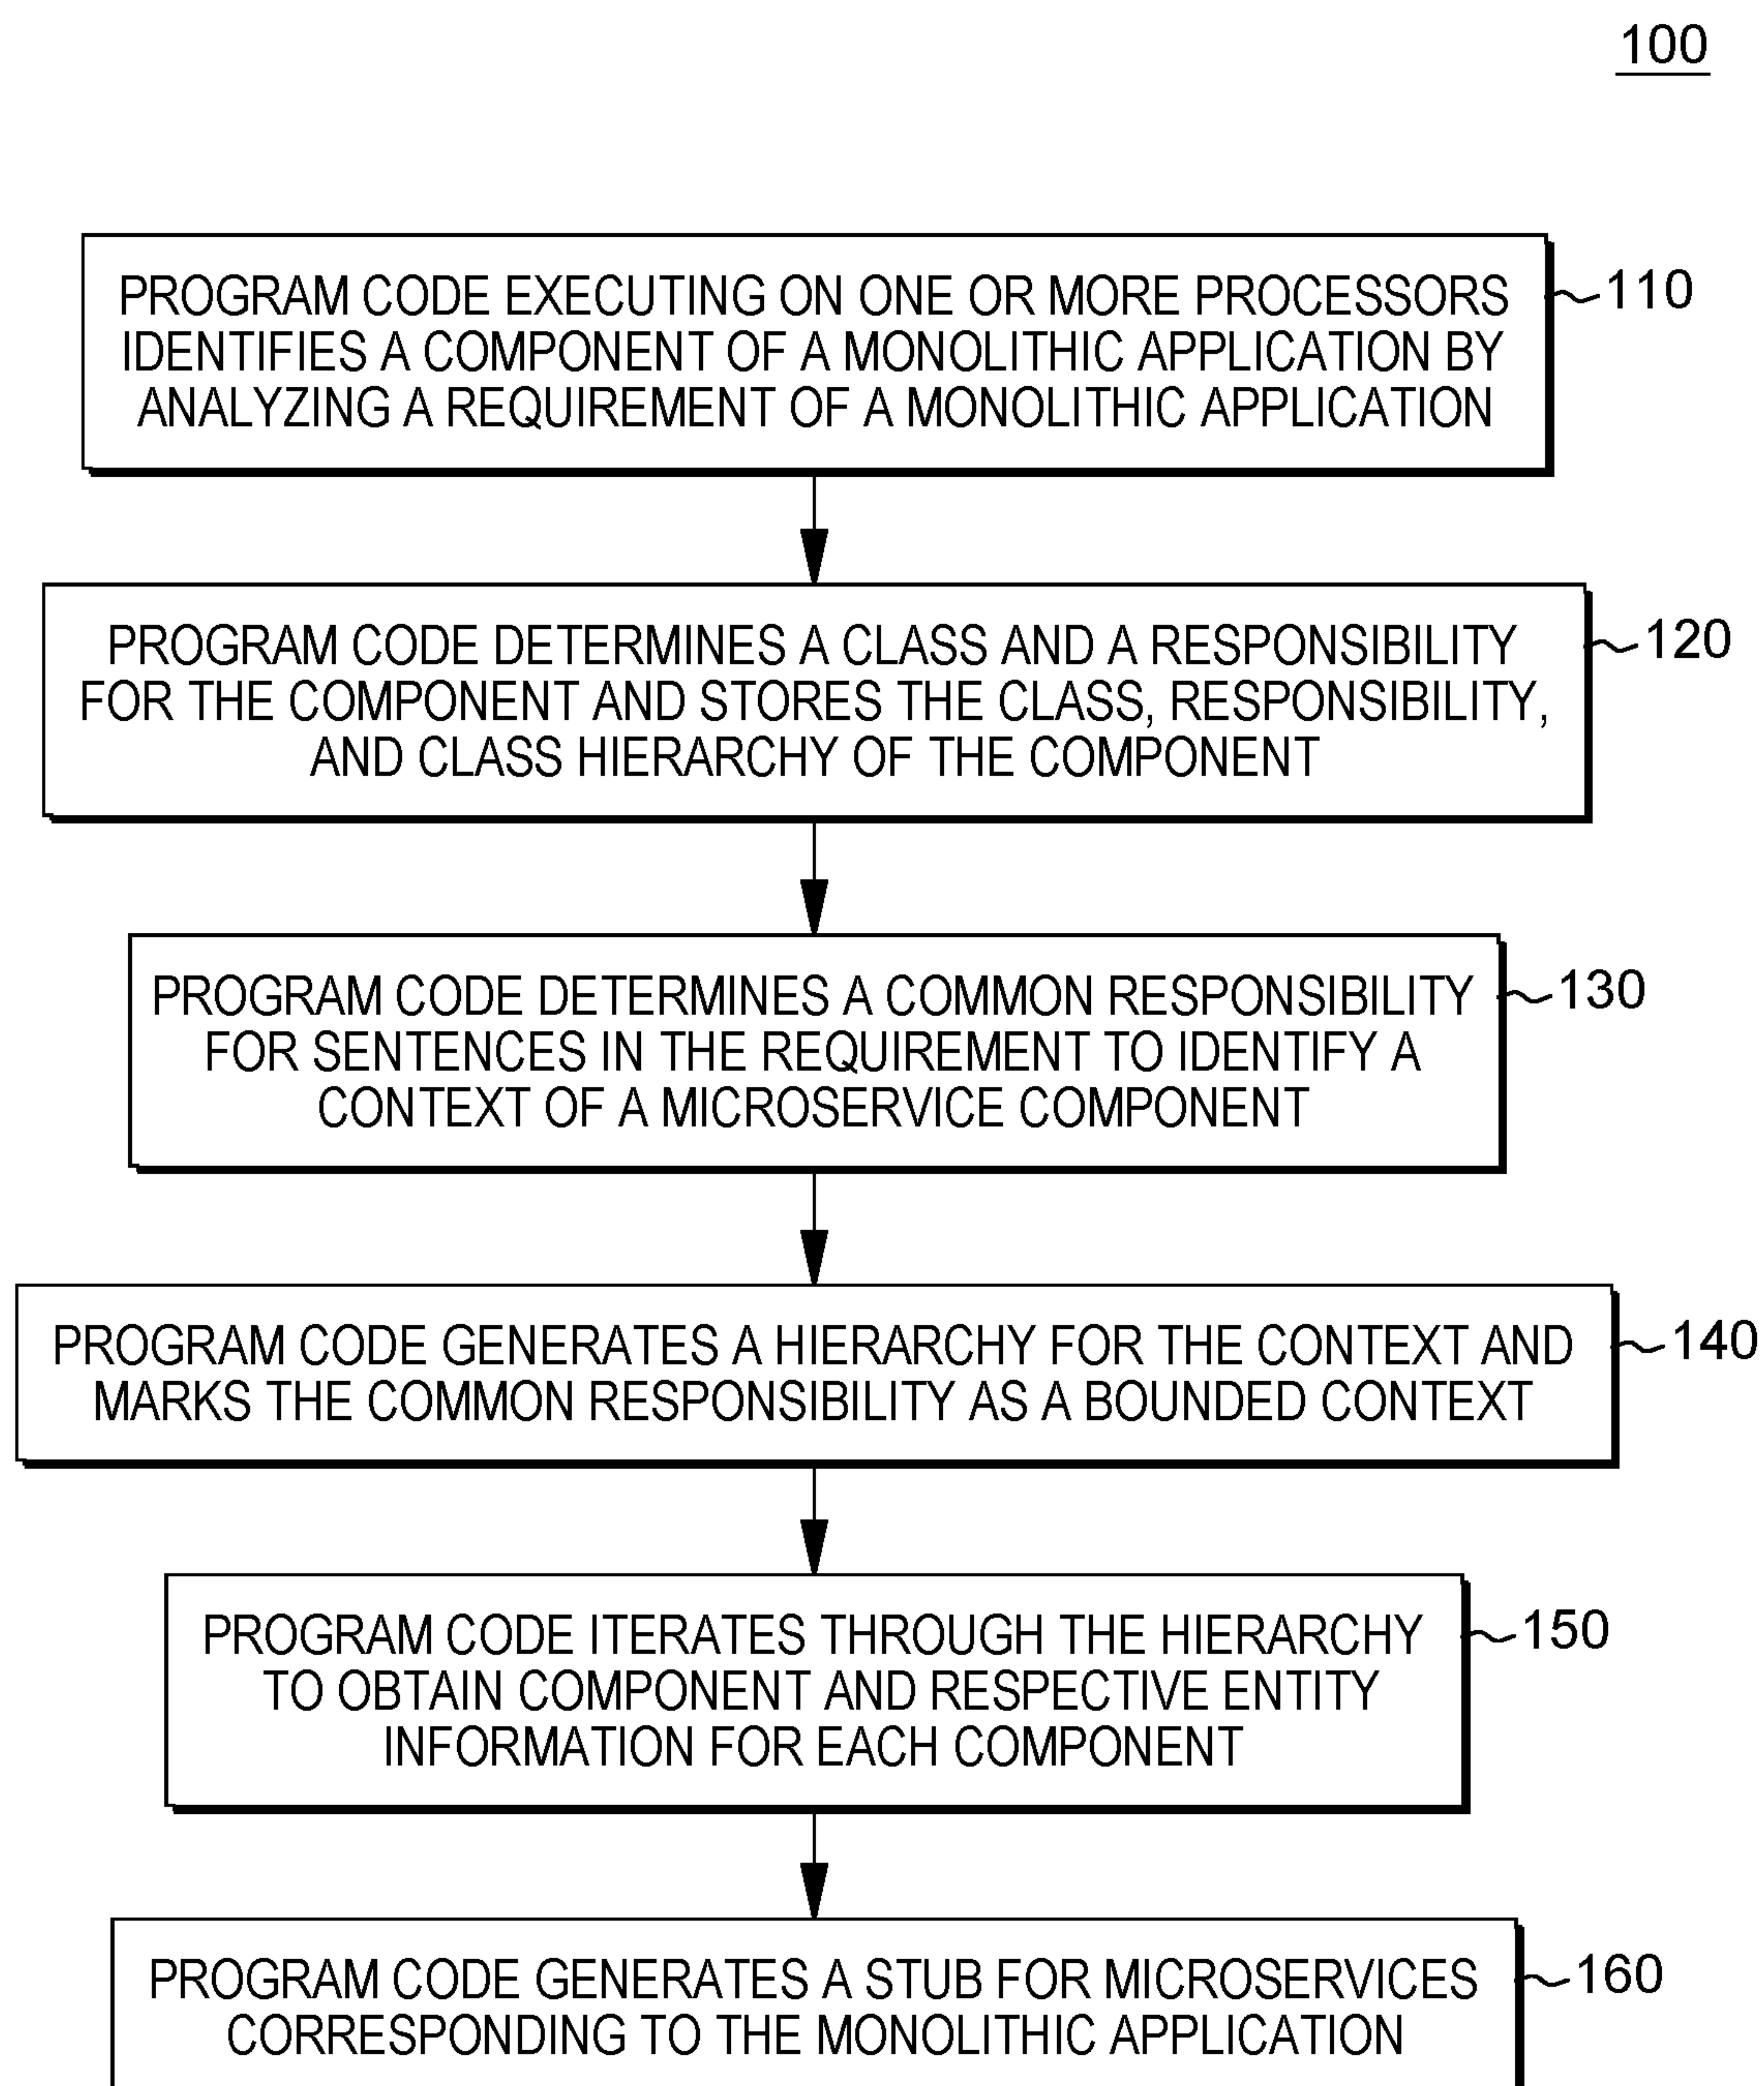 100
PROGRAM CODE EXECUTING ON ONE OR MORE PROCESSORS
IDENTIFIES A COMPONENT OF A MONOLITHIC APPLICATION BY
ANALYZING A REQUIREMENT OF A MONOLITHIC APPLICATION
110
PROGRAM CODE DETERMINES A CLASS AND A RESPONSIBILITY
FOR THE COMPONENT AND STORES THE CLASS, RESPONSIBILITY,
AND CLASS HIERARCHY OF THE COMPONENT
120
PROGRAM CODE DETERMINES A COMMON RESPONSIBILITY
FOR SENTENCES IN THE REQUIREMENT TO IDENTIFY A
CONTEXT OF A MICROSERVICE COMPONENT
130
PROGRAM CODE GENERATES A HIERARCHY FOR THE CONTEXT AND
MARKS THE COMMON RESPONSIBILITY AS A BOUNDED CONTEXT
140
PROGRAM CODE ITERATES THROUGH THE HIERARCHY
TO OBTAIN COMPONENT AND RESPECTIVE ENTITY
INFORMATION FOR EACH COMPONENT
150
PROGRAM CODE GENERATES A STUB FOR MICROSERVICES
CORRESPONDING TO THE MONOLITHIC APPLICATION
160